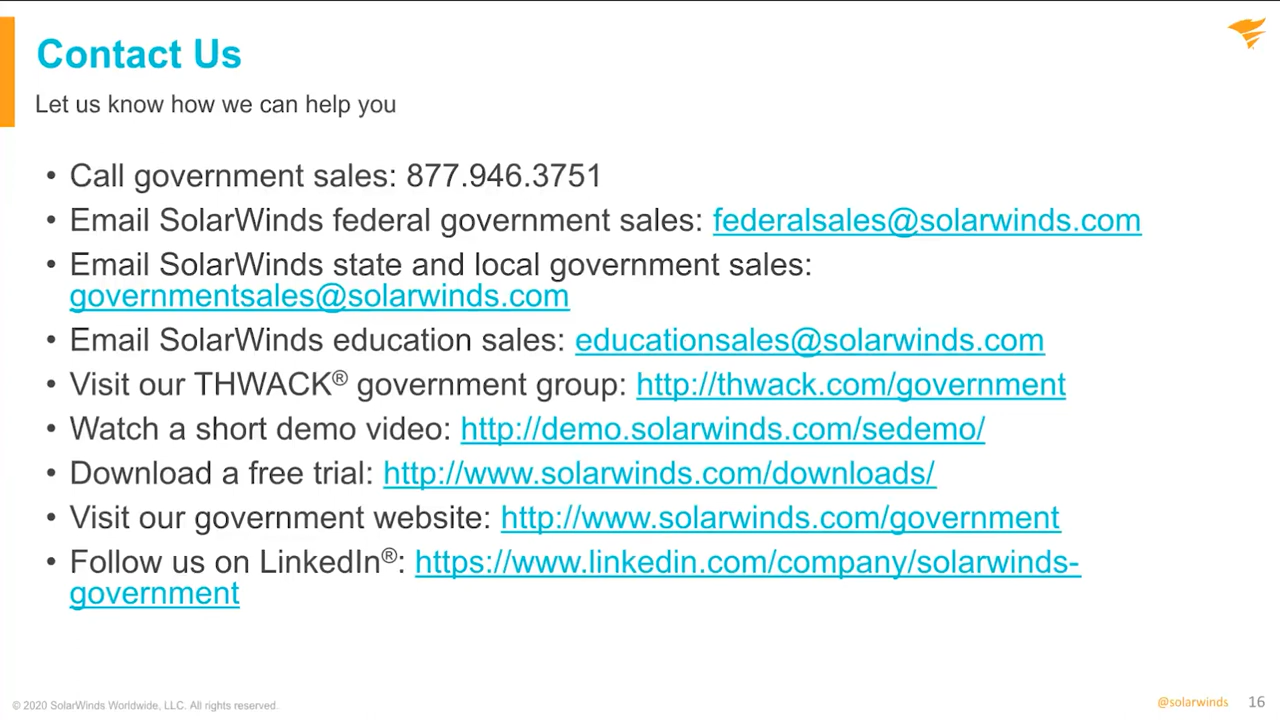 Contact Us
Let us know how we can help you
• Call government sales: 877.946.3751
• Email SolarWinds federal government sales: federalsales@solarwinds.com
• Email SolarWinds state and local government sales:
governmentsales@solarwinds.com
• Email SolarWinds education sales: educationsales@solarwinds.com
• Visit our THWACK® government group: http://thwack.com/government
• Watch a short demo video: http://demo.solarwinds.com/sedemo/
• Download a free trial: http://www.solarwinds.com/downloads/
• Visit our government website: http://www.solarwinds.com/government
• Follow us on LinkedIn®: https://www.linkedin.com/company/solarwinds-
government
© 2020 SolarWinds Worldwide, LLC. All rights reserved.
@solarwinds 16